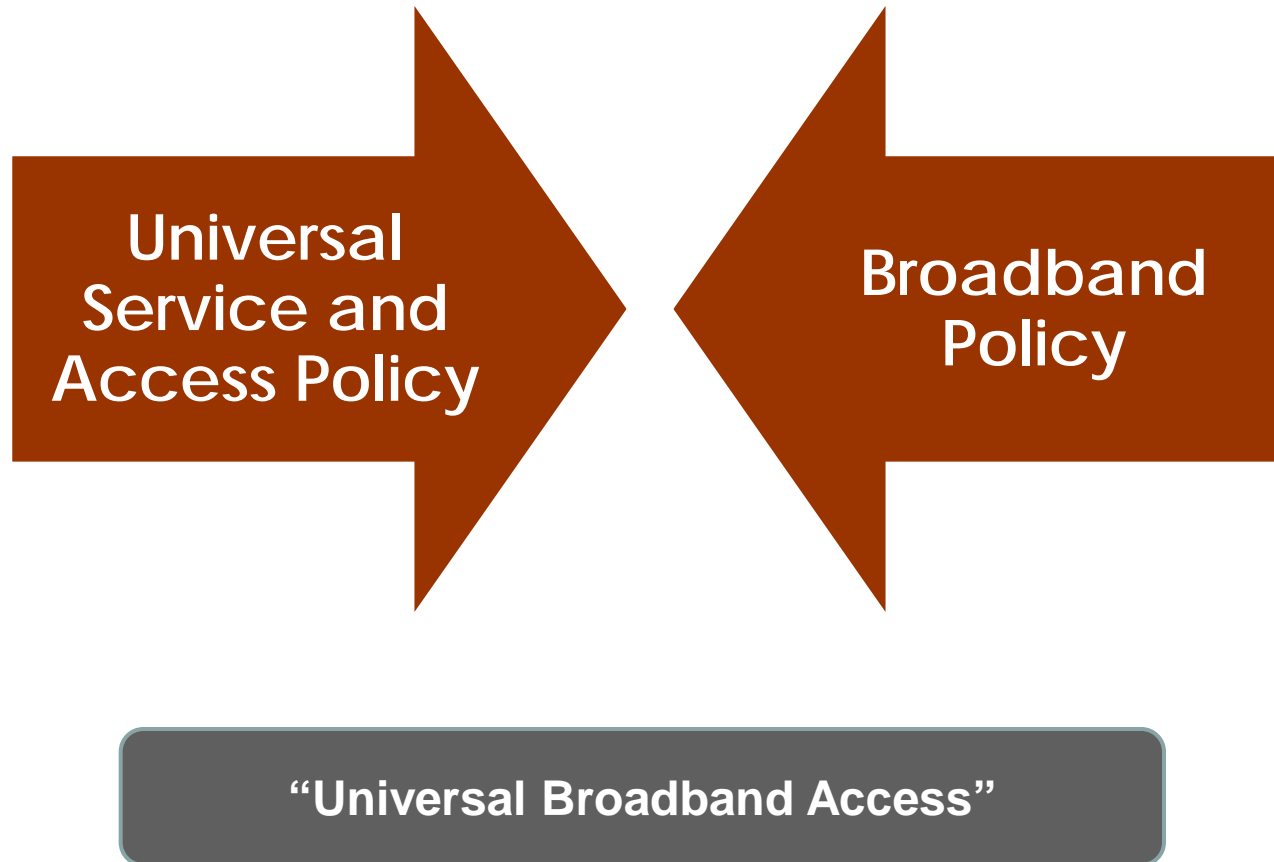 Universal
Service and
Access Policy
Broadband
Policy
“Universal Broadband Access”